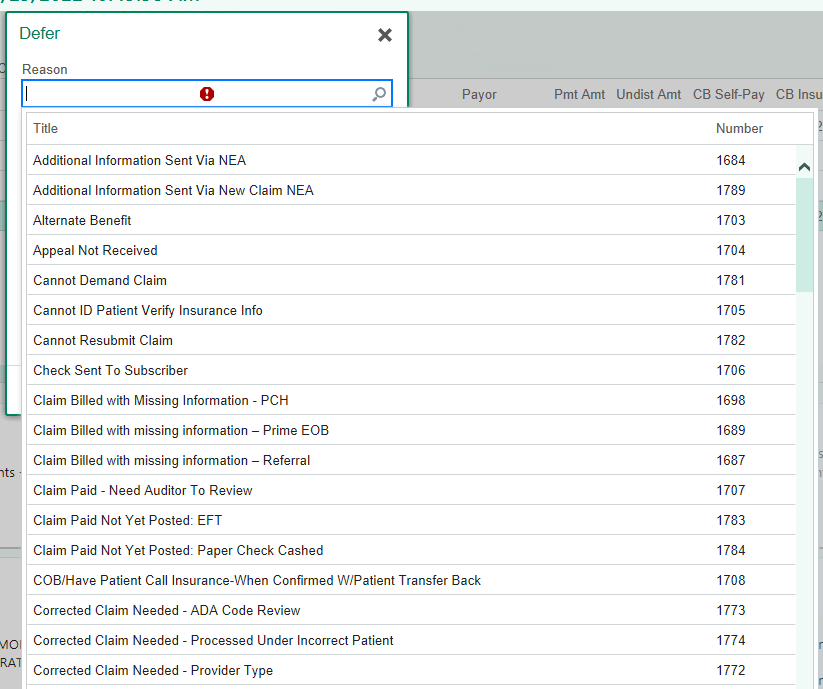 Defer
Reason
Payor Pmt Amt Undist Amt CB Self-Pay CB Insu
Title Number
Additional Information Sent Via NEA 1684
Additional Information Sent Via New Claim NEA 1789
Alternate Benefit 1703
Appeal Not Received 1704
Cannot Demand Claim 1781
Cannot ID Patient Verify Insurance Info 1705
Cannot Resubmit Claim 1782
Check Sent To Subscriber 1706
Claim Billed with Missing Information - PCH 1698
Claim Billed with missing information – Prime EOB 1689
Claim Billed with missing information – Referral 1687
Claim Paid - Need Auditor To Review 1707
Claim Paid Not Yet Posted: EFT 1783
Claim Paid Not Yet Posted: Paper Check Cashed 1784
COB/Have Patient Call Insurance-When Confirmed W/Patient Transfer Back 1708
Corrected Claim Needed - ADA Code Review 1773
Corrected Claim Needed - Processed Under Incorrect Patient 1774
Corrected Claim Needed - Provider Type 1772
nts -
MO
RAT